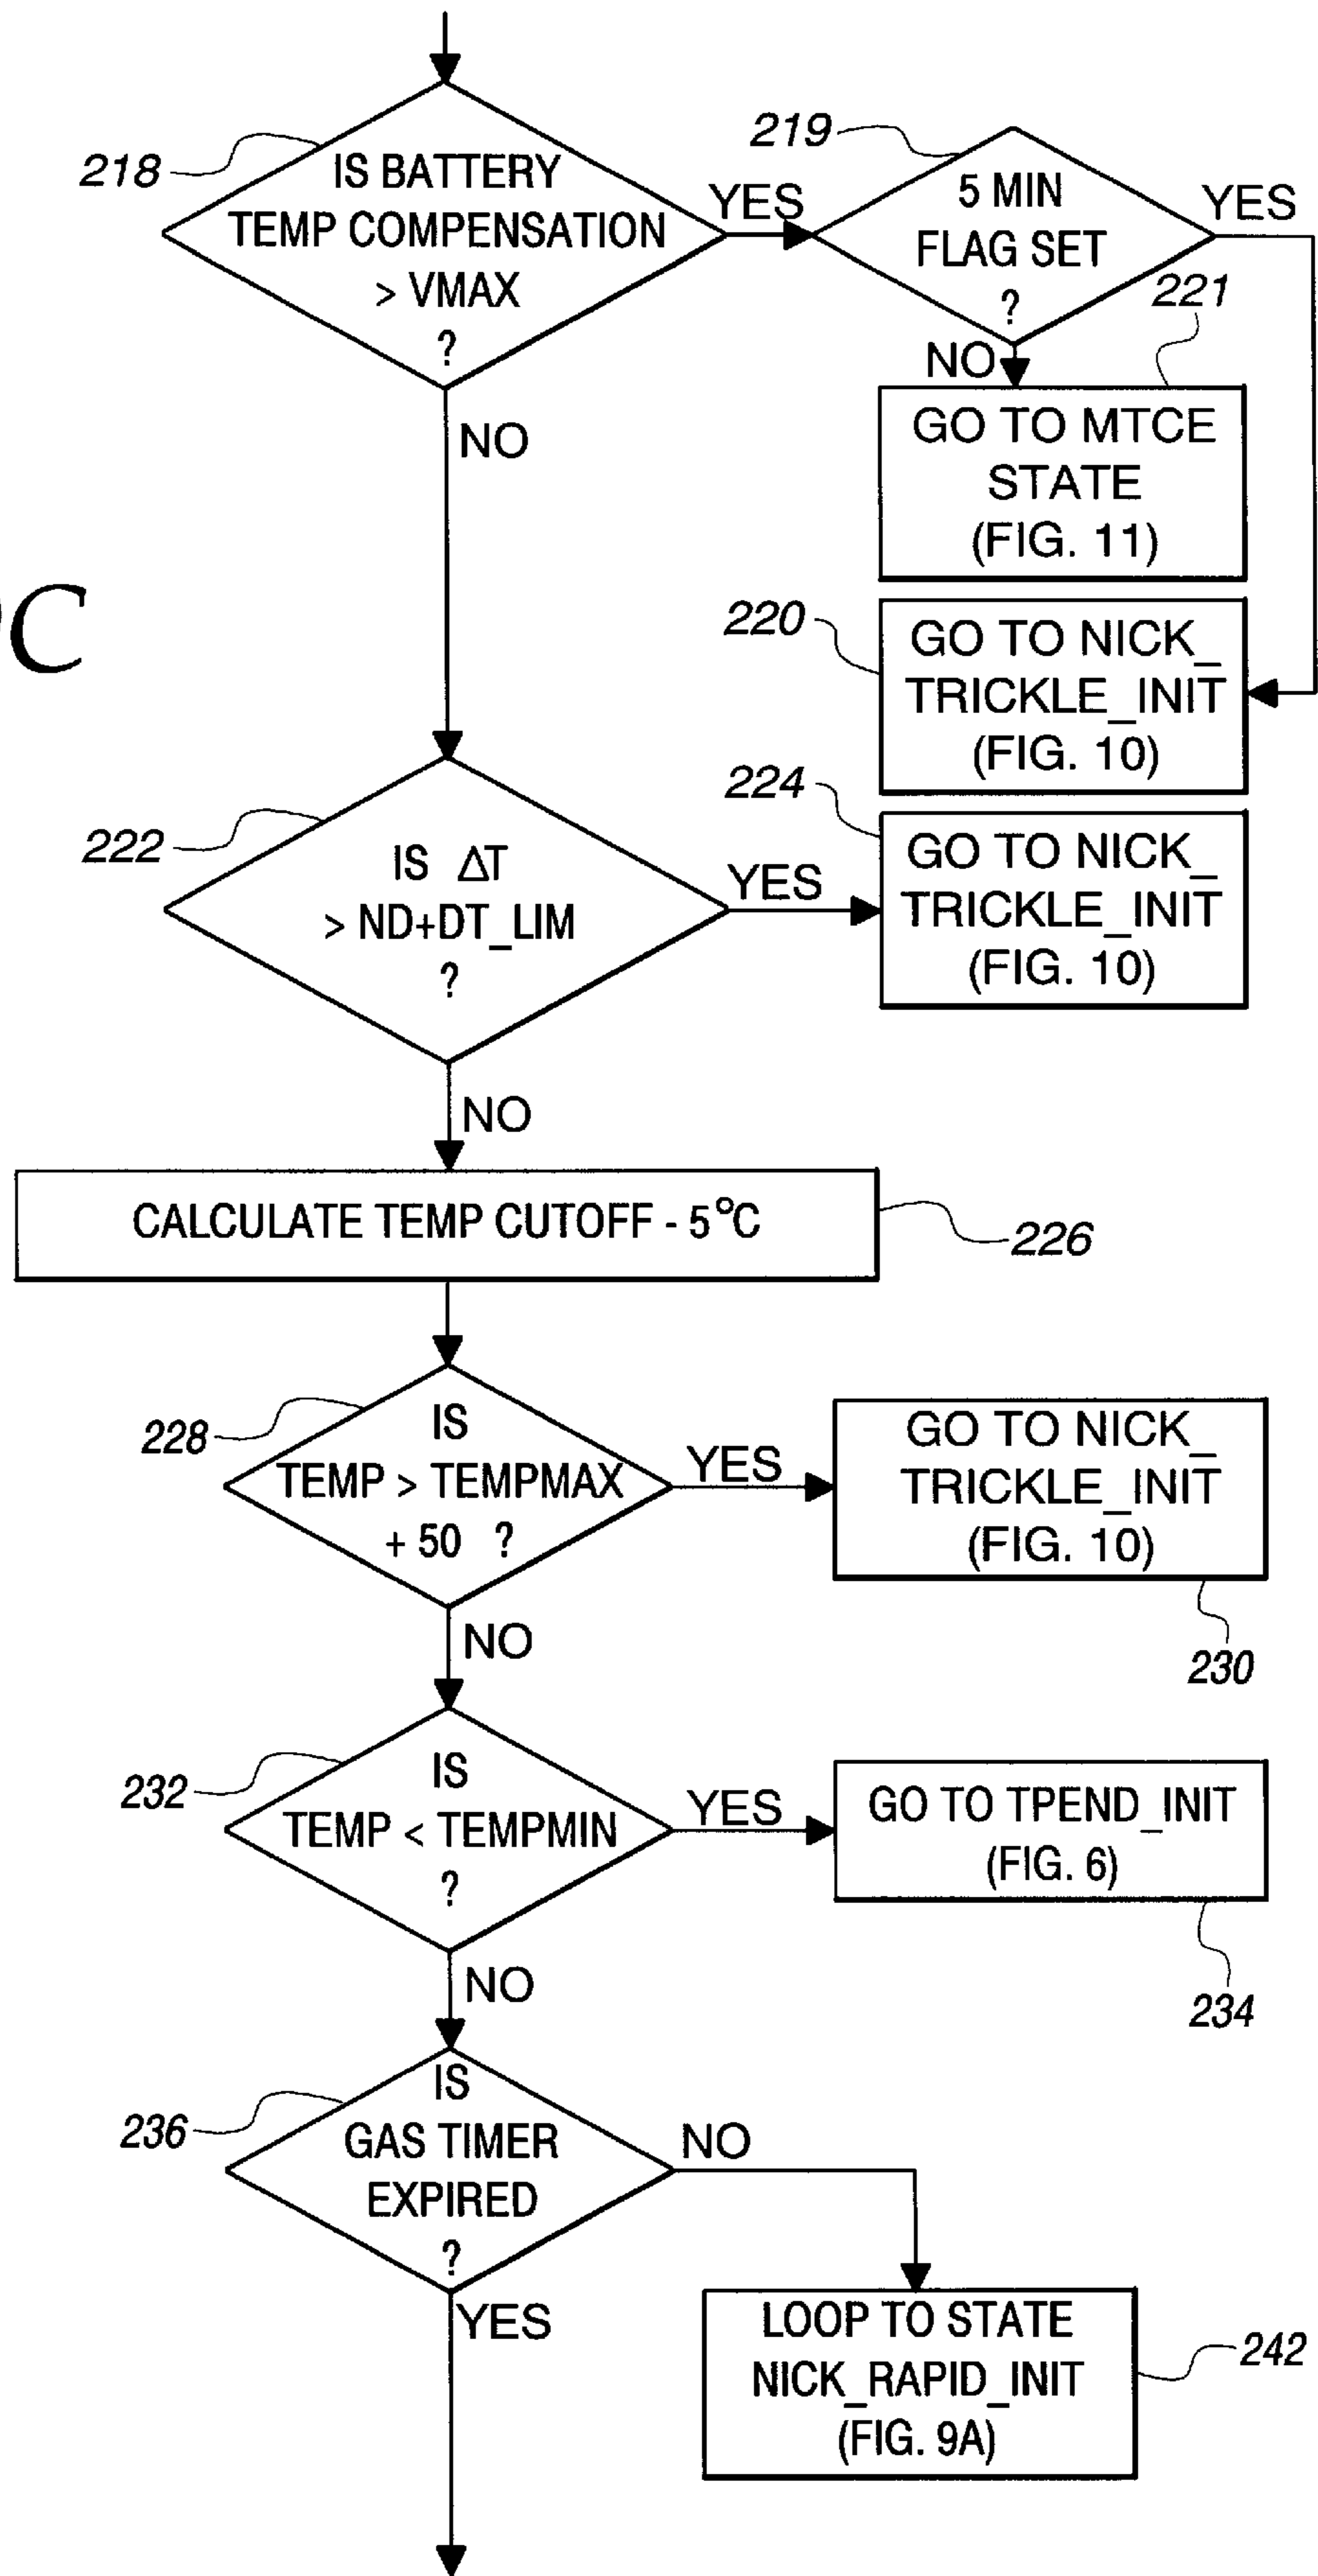 218
IS BATTERY
TEMP COMPENSATION
> VMAX
?
YES
219
5 MIN
FLAG SET
?
YES
NO
221
GO TO MTCE
STATE
(FIG. 11)
NO
220
GO TO NICK_
TRICKLE_INIT
(FIG. 10)
C
222
IS ΔT
> ND+DT_LIM
?
YES
224
GO TO NICK_
TRICKLE_INIT
(FIG. 10)
NO
CALCULATE TEMP CUTOFF - 5°C
226
228
IS
TEMP > TEMPMAX
+ 50 ?
YES
GO TO NICK_
TRICKLE_INIT
(FIG. 10)
230
NO
232
IS
TEMP < TEMPMIN
?
YES
GO TO TPEND_INIT
(FIG. 6)
234
NO
236
IS
GAS TIMER
EXPIRED
?
NO
YES
LOOP TO STATE
NICK_RAPID_INIT
(FIG. 9A)
242